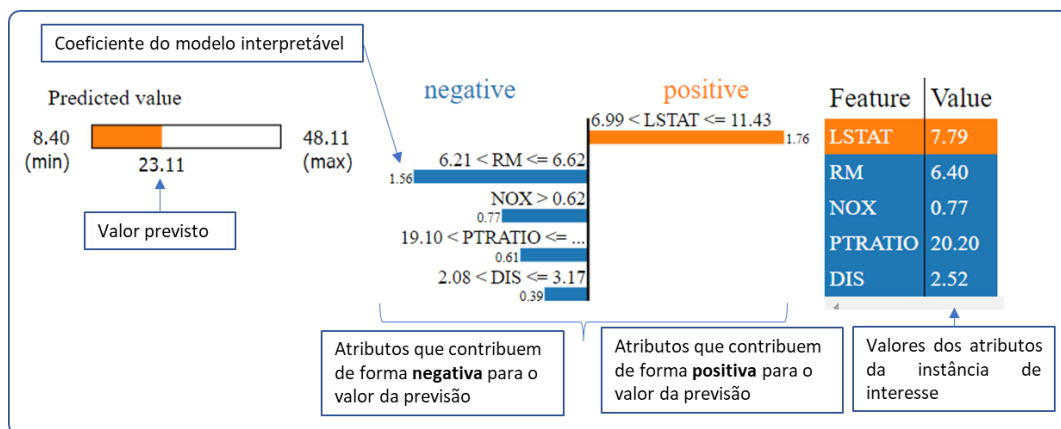 Coeficiente do modelo interpretável
Predicted value
8.40
(min)
23.11
48.11
(max)
Valor previsto
negative
positive
6.99 < LSTAT <= 11.43
1.76
6.21 < RM <= 6.62
1.56
NOX > 0.62
0.77
19.10 < PTRATIO <= ...
0.61
2.08 < DIS <= 3.17
0.39
Atributos que contribuem
de forma negativa para o
valor da previsão
Atributos que contribuem
de forma positiva para o
valor da previsão
Feature Value
LSTAT 7.79
RM 6.40
NOX 0.77
PTRATIO 20.20
DIS 2.52
Valores dos atributos
da instância de
interesse